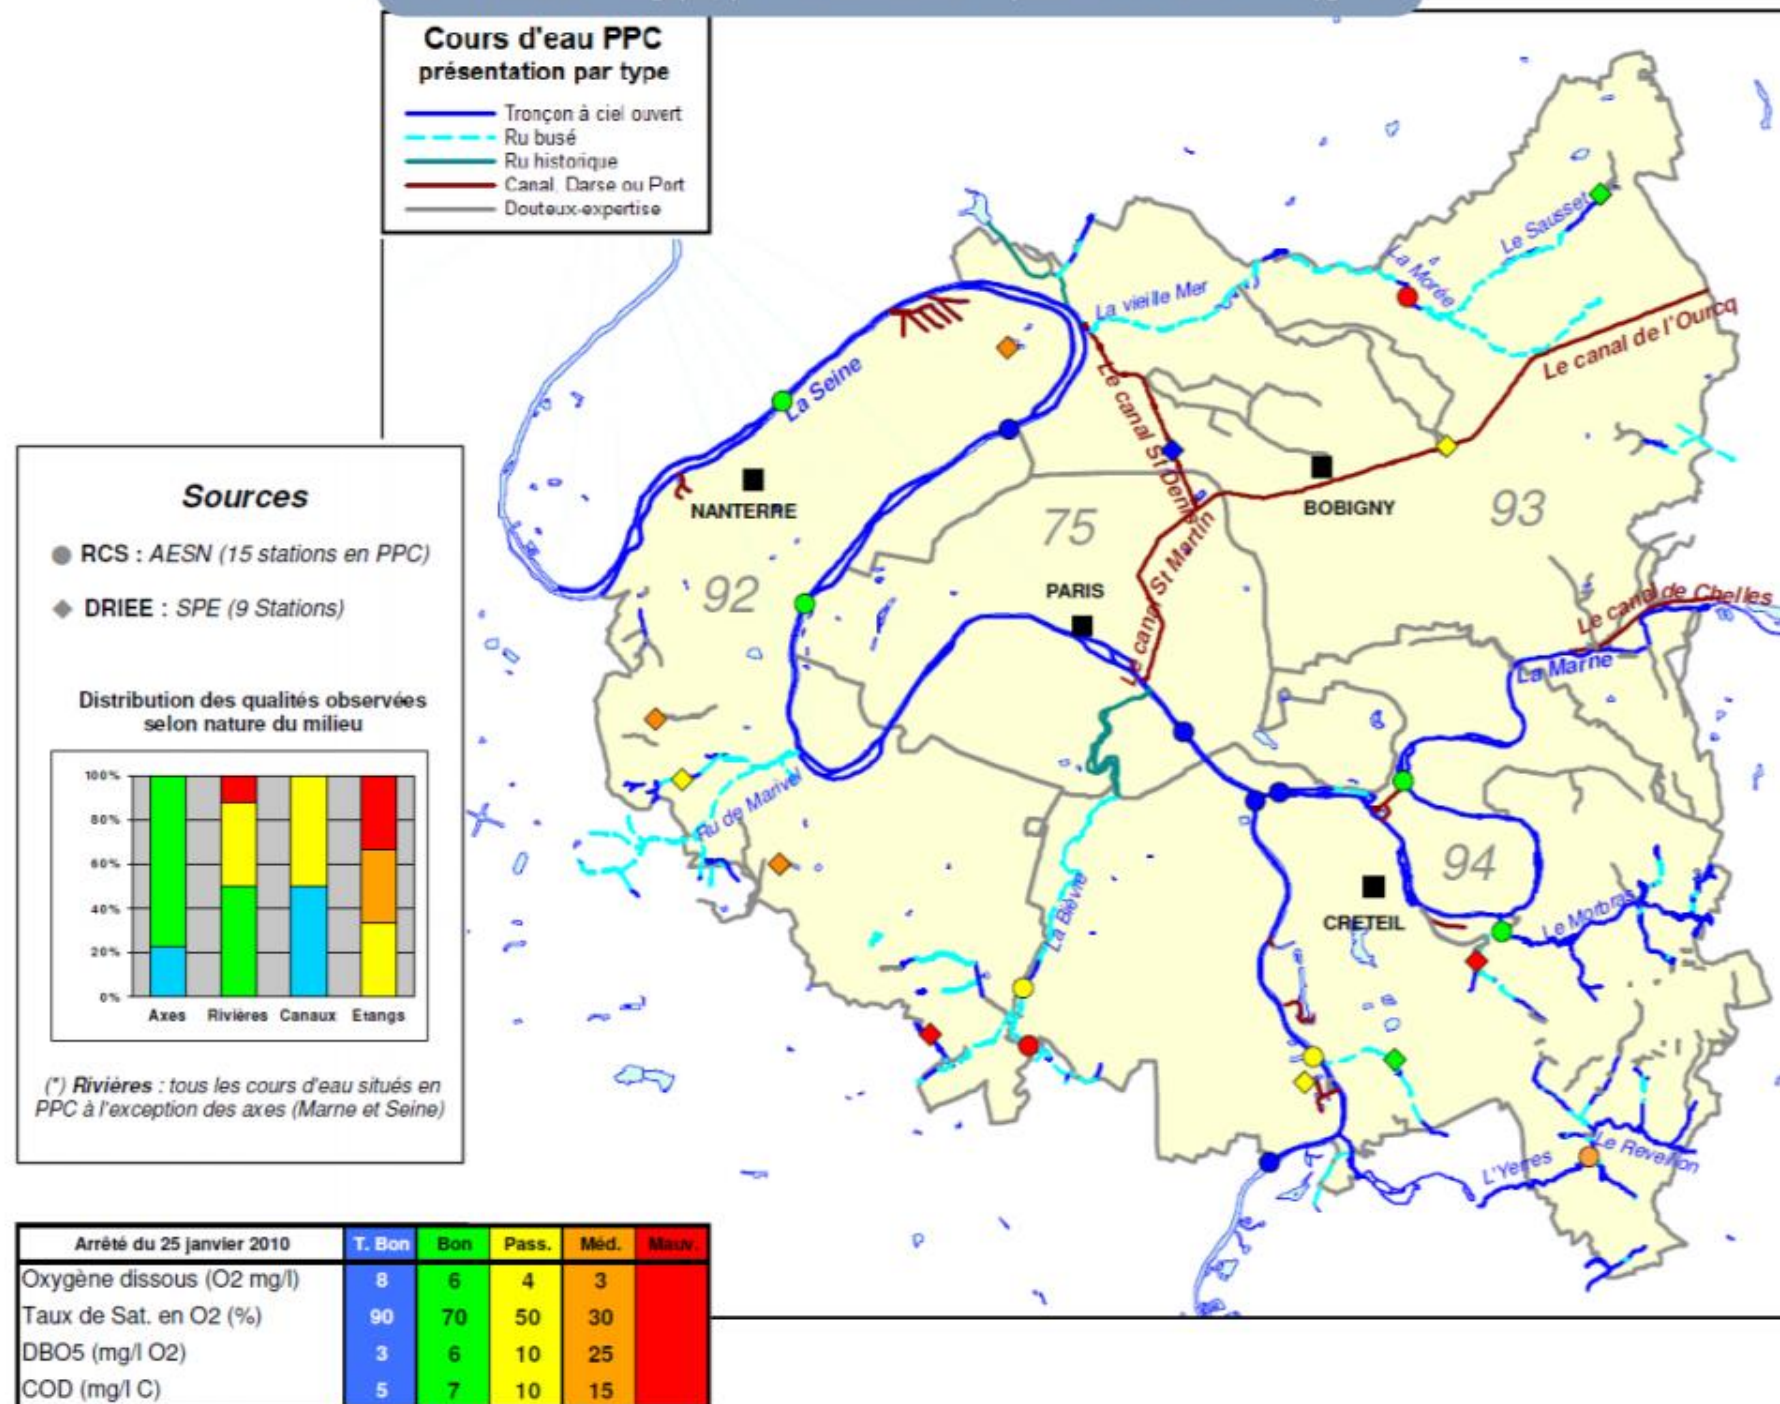 Cours d'eau PPC
présentation par type
Tronçon à ciel ouvert
Ru busé
Ru historique
Canal, Darse ou Port
Douteux-expertise
Sources
RCS : AESN (15 stations en PPC)
DRIEE : SPE (9 Stations)
Distribution des qualités observées
selon nature du milieu
100%
80%
60%
40%
20%
0%
Axes Rivières Canaux Etangs
(*) Rivières : tous les cours d'eau situés en
PPC à l'exception des axes (Marne et Seine)
Le Sausset
La Morée
La vieille Mer
Le canal de l'Ourcq
La Seine
Le canal St Denis
NANTERRE
BOBIGNY
93
75
92
PARIS
Le canal St Martin
Le canal de Chelles
La Marne
Ru de Marivel
94
CRETEIL
Le Morbras
La Bièvre
L'Yerres
Le Reveillon
Arrêté du 25 janvier 2010 T. Bon Bon Pass. Méd. Mauv.
Oxygène dissous (O2 mg/l) 8 6 4 3
Taux de Sat. en O2 (%) 90 70 50 30
DBO5 (mg/l O2) 3 6 10 25
COD (mg/l C) 5 7 10 15